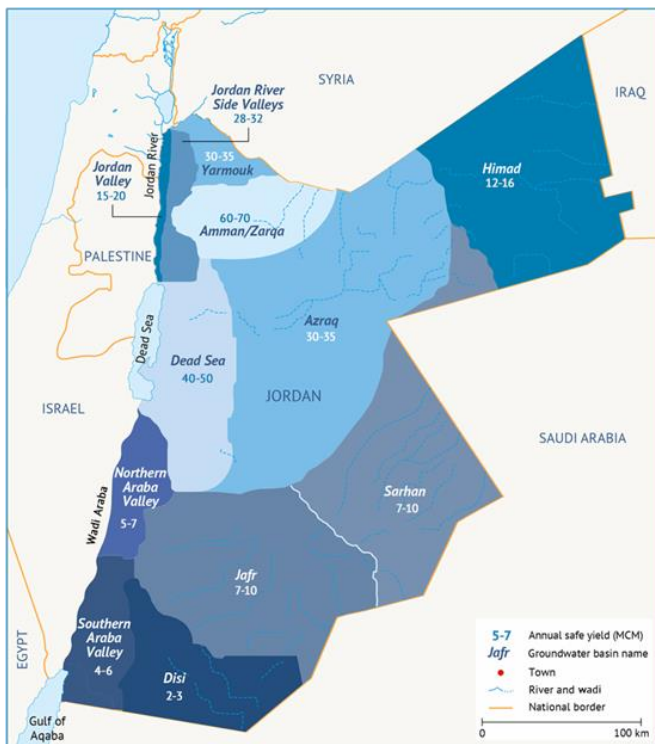 SYRIA
IRAQ
Jordan River
Side Valleys
28-32
30-35
Yarmouk
Jordan River
Jordan
Valley
15-20
Himad
12-16
60-70
Amman/Zarqa
PALESTINE
Dead Sea
Azraq
30-35
Dead Sea
40-50
JORDAN
ISRAEL
SAUDI ARABIA
Northern
Araba
Valley
5-7
Wadi Araba
Sarhan
7-10
Jafr
7-10
Southern
Araba
Valley
4-6
Disi
2-3
EGYPT
Gulf of
Aqaba
5-7 Annual safe yield (MCM)
Jafr Groundwater basin name
Town
River and wadi
National border
0 100 km